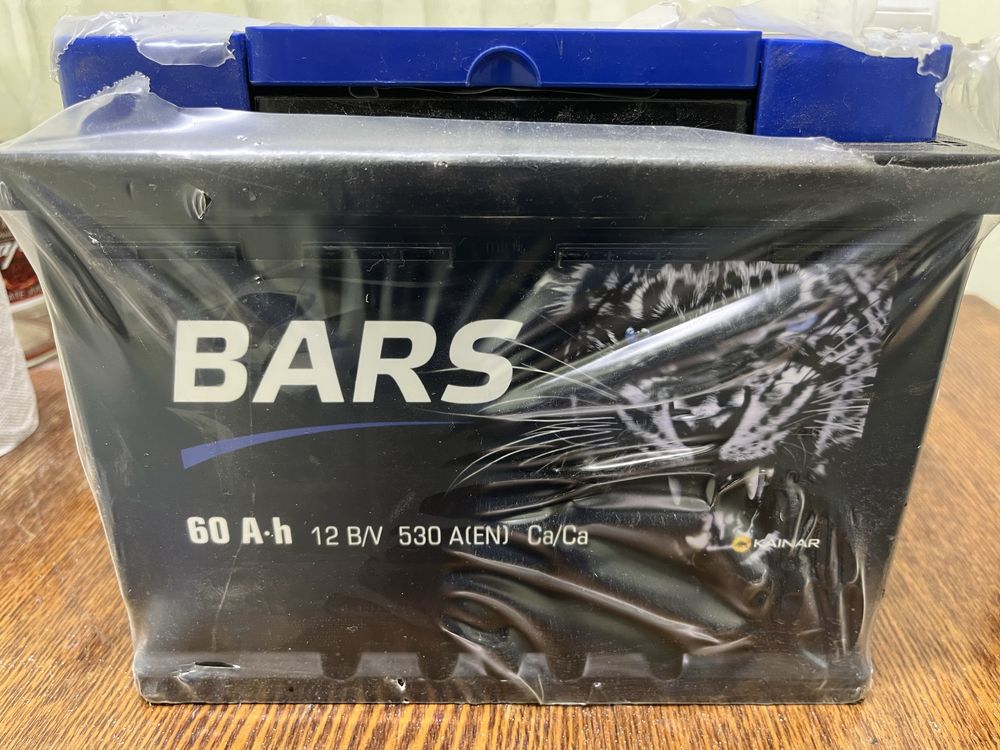 BARS
60 A·h 12 B/V 530 A(EN) Ca/Ca
KAINAR